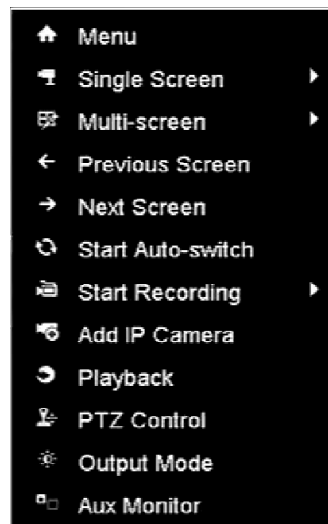 Menu
Single Screen
Multi-screen
Previous Screen
Next Screen
Start Auto-switch
Start Recording
Add IP Camera
Playback
PTZ Control
Output Mode
Aux Monitor